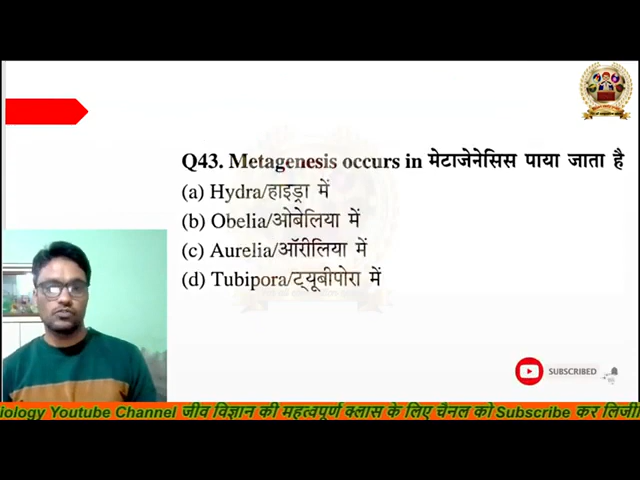 Q43. Metagenesis occurs in मेटाजेनेसिस पाया जाता है
(a) Hydra/हाइड्रा में
(b) Obelia/ओबेलिया में
(c) Aurelia/ऑरीलिया में
(d) Tubipora/ट्यूबीपोरा में
SUBSCRIBED
iology Youtube Channel जीव विज्ञान की महत्वपूर्ण क्लास के लिए चैनल को Subscribe कर लिजी